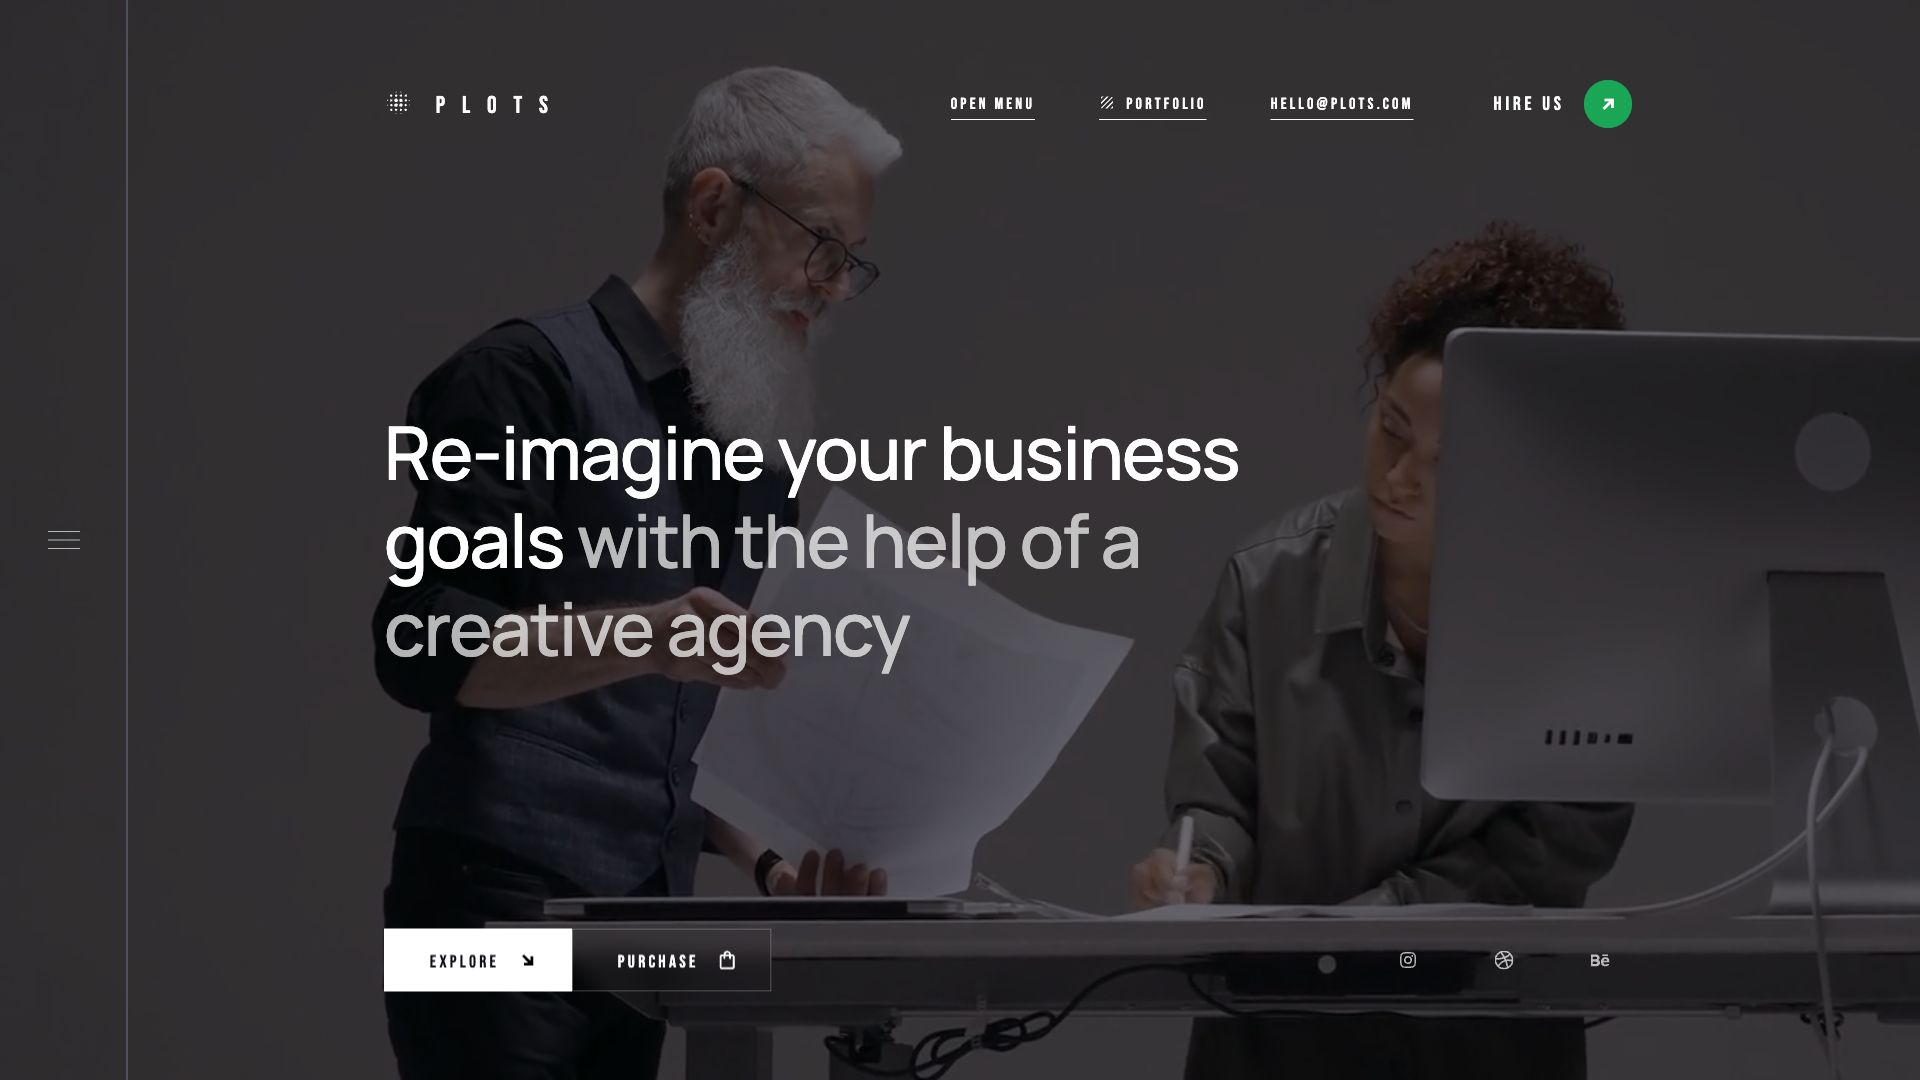 PLOTS
OPEN MENU
PORTFOLIO
HELLO@PLOTS.COM
HIRE US
Re-imagine your business
goals with the help of a
creative agency
EXPLORE
PURCHASE
Bē